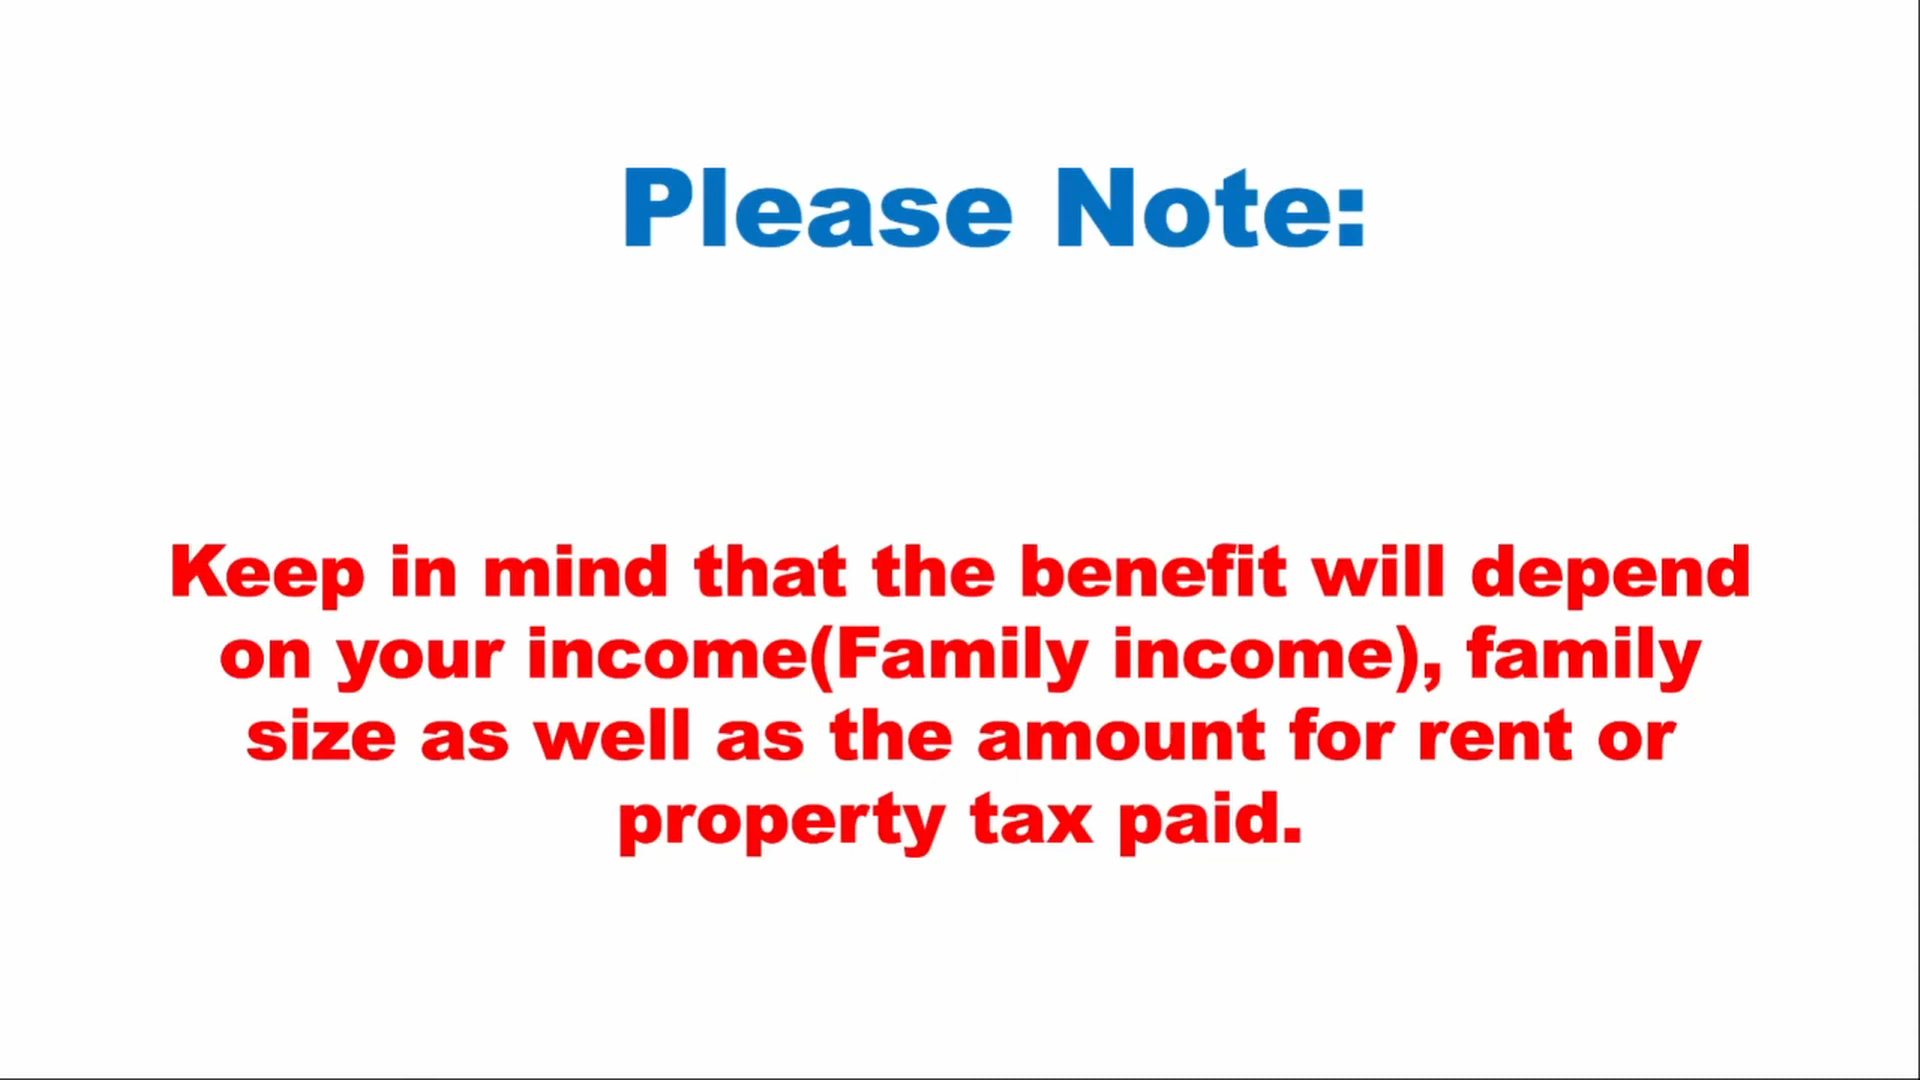 Please Note:
Keep in mind that the benefit will depend
on your income(Family income), family
size as well as the amount for rent or
property tax paid.